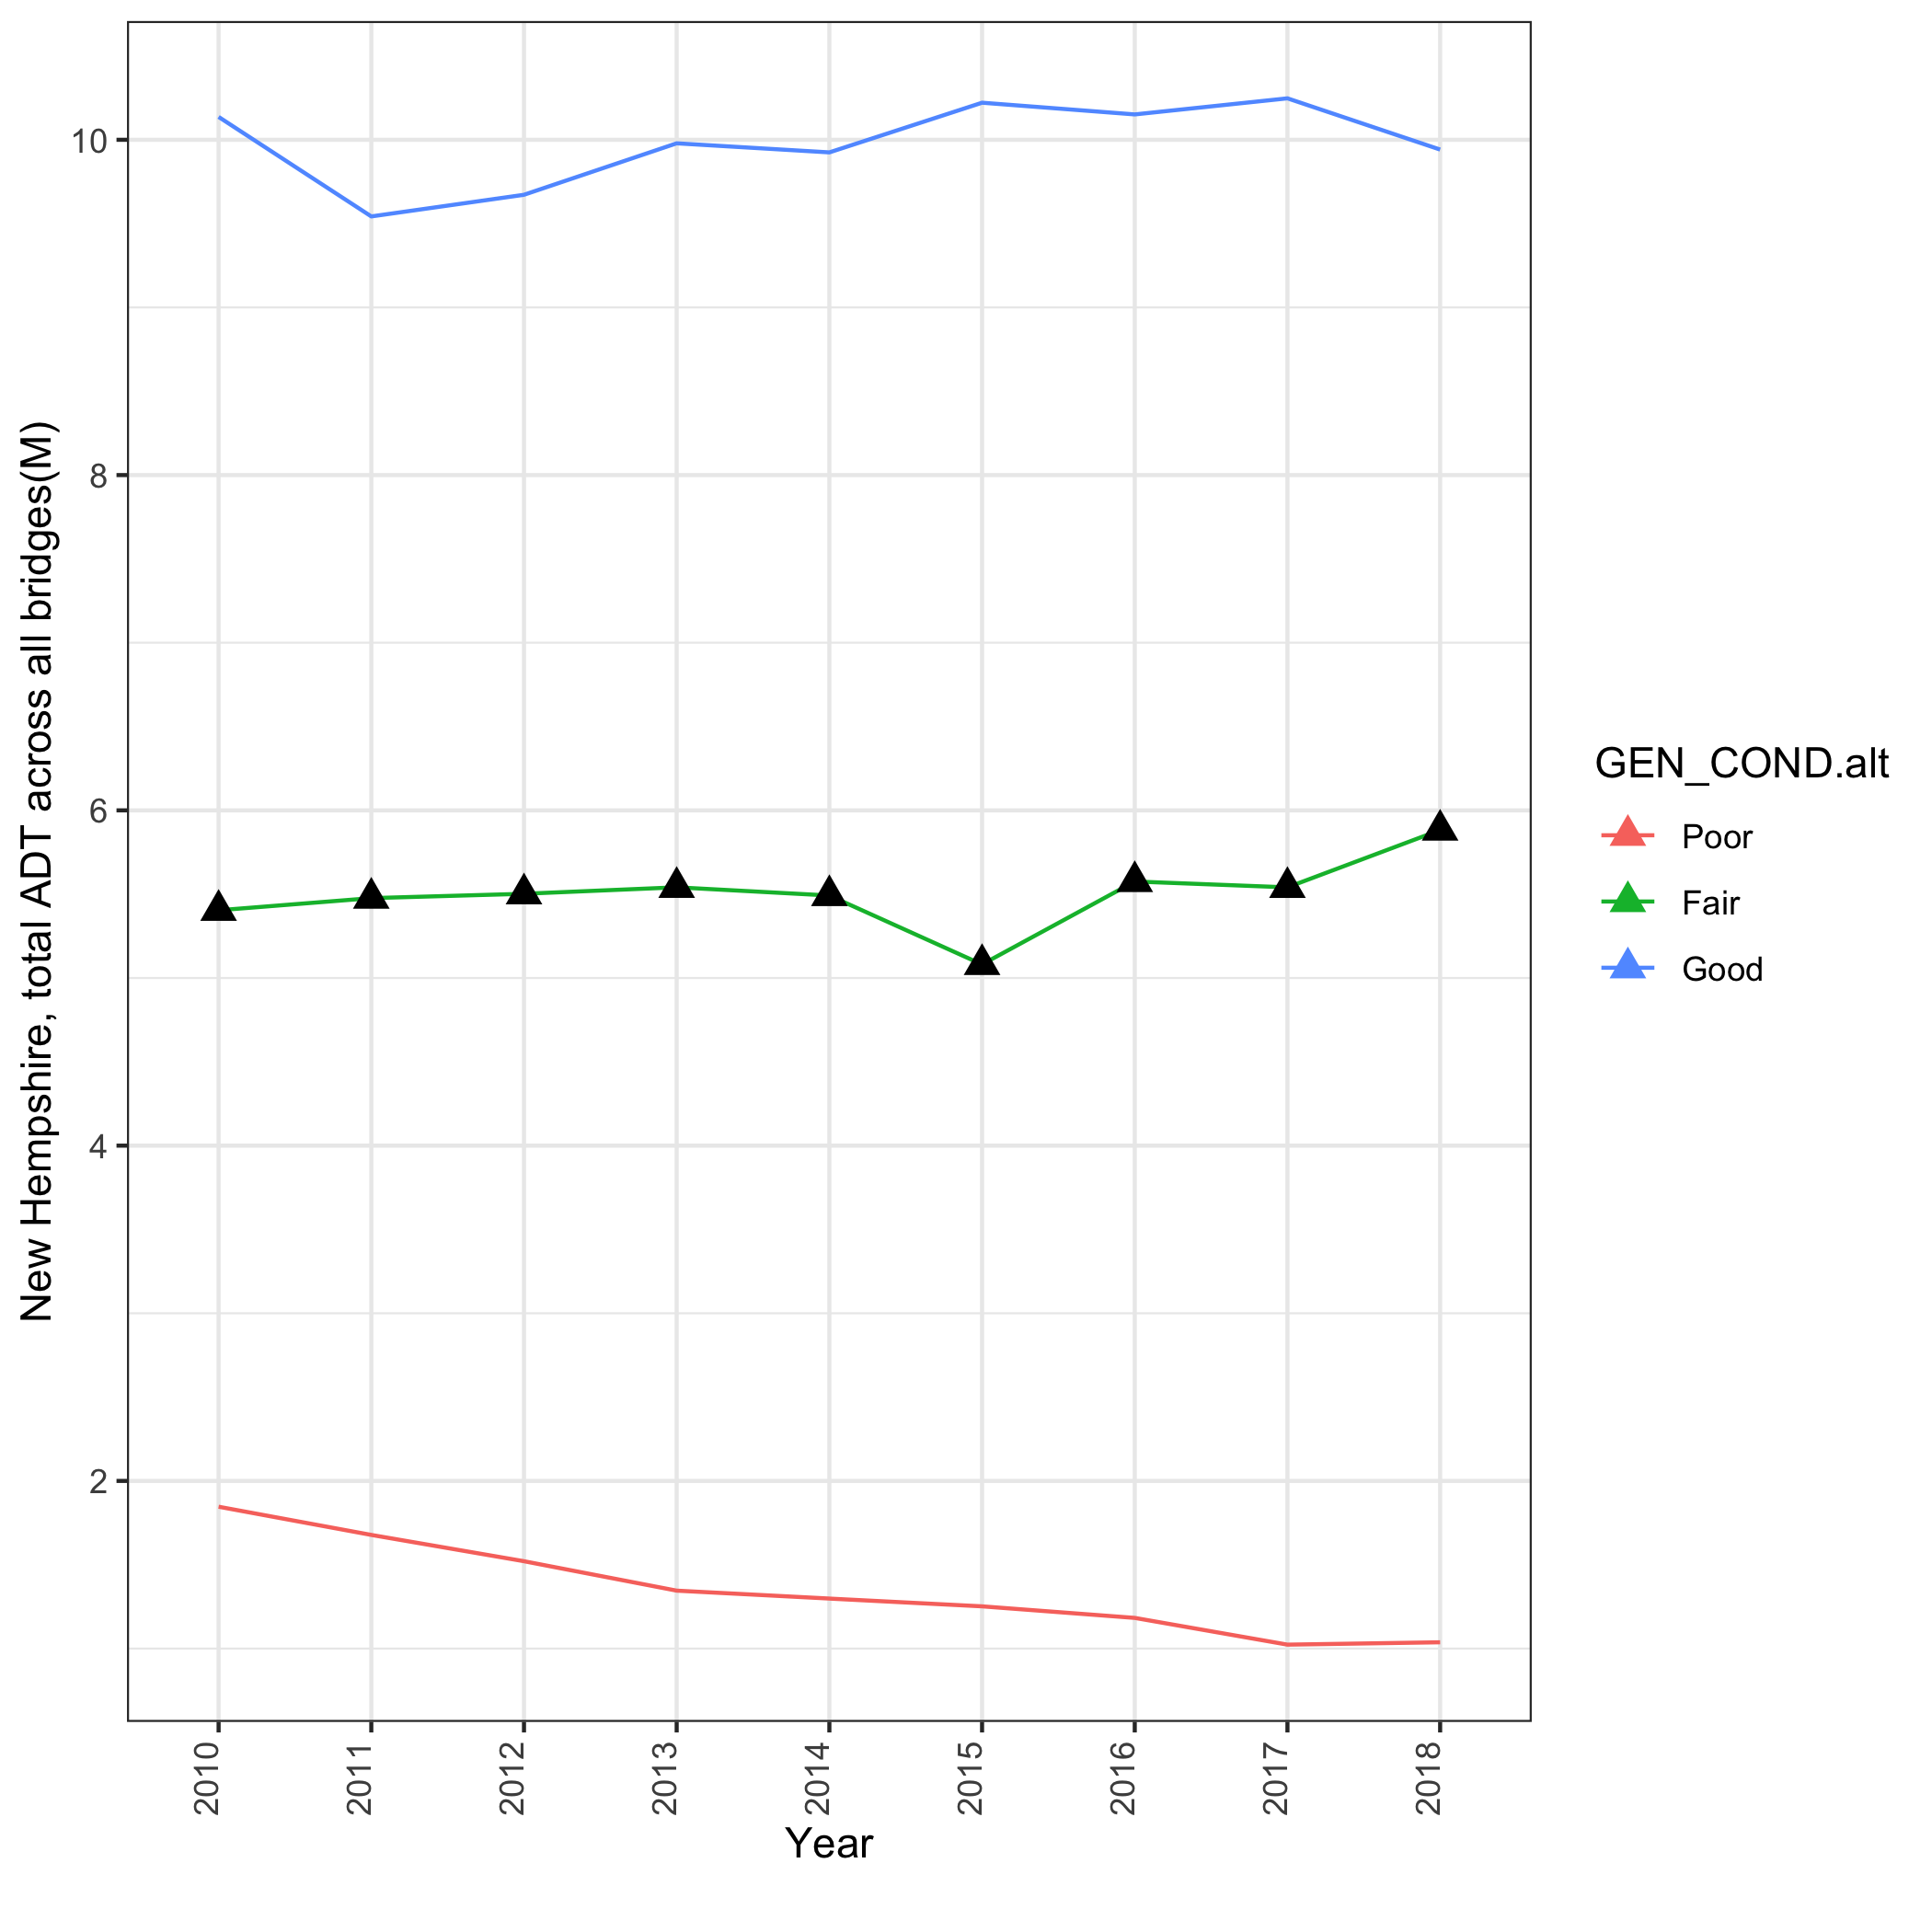 New Hempshire, total ADT across all bridges(M)
10
8
6
4
2
2010
2011
2012
2013
2014
2015
2016
2017
2018
Year
GEN_COND.alt
Poor
Fair
Good